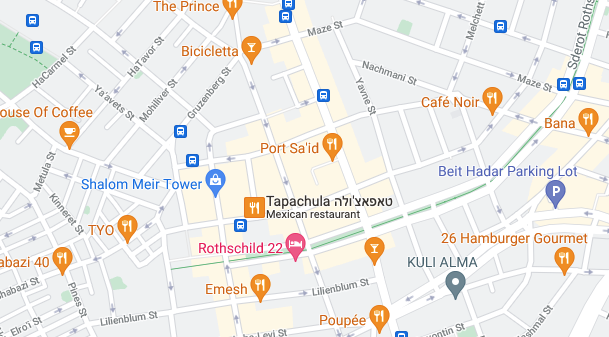 The Prince
Maze St
Melchett
Sderot Roths
HaTavor St
Bicicletta
HaCarmel St
Nachmani St
Maze St
Ya'avets St
Mohiliver St
Gruzenberg St
Yavne St
Café Noir
ouse Of Coffee
Bana
Port Sa'id
Metula St
Beit Hadar Parking Lot
Shalom Meir Tower
Kinneret St
Tapachula טאפאצ'ולה
Mexican restaurant
TYO
Rothschild 22
26 Hamburger Gourmet
abazi 40
KULI ALMA
habazi St
Pines St
Emesh
Lilienblum St
Elroi St
Lilienblum St
Poupée
a-Levi St
ontin St
shmal St